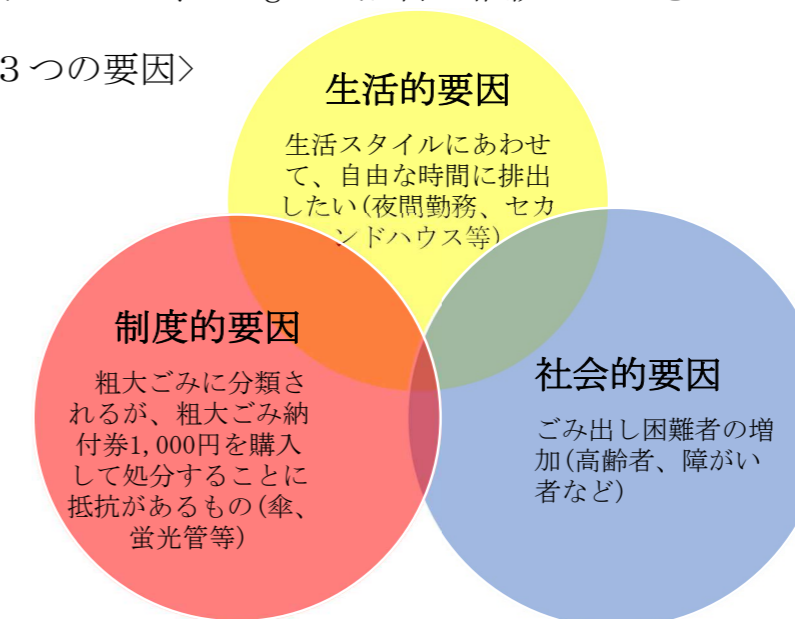 ３つの要因>
生活的要因
生活スタイルにあわせ
て、自由な時間に排出
したい(夜間勤務、セカ
ンドハウス等)
制度的要因
粗大ごみに分類さ
れるが、粗大ごみ納
付券1,000円を購入
して処分することに
抵抗があるもの(傘、
蛍光管等)
社会的要因
ごみ出し困難者の増
加(高齢者、障がい
者など)